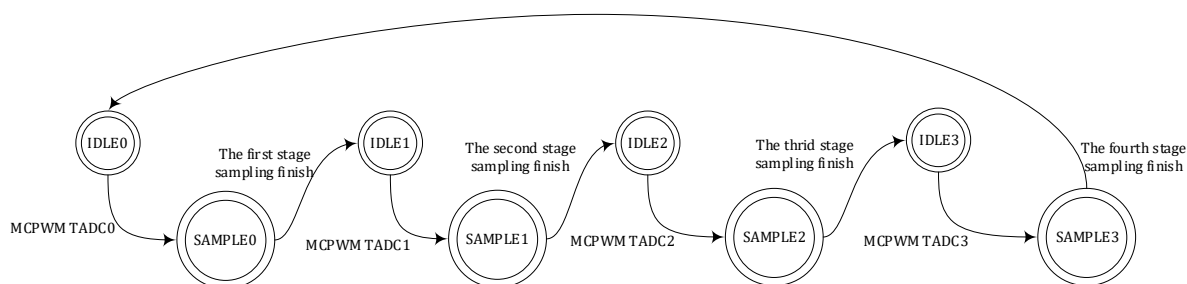 IDLE0
IDLE1
IDLE2
IDLE3
The first stage
sampling finish
The second stage
sampling finish
The thrid stage
sampling finish
The fourth stage
sampling finish
MCPWM TADC0
SAMPLE0
MCPWM TADC1
SAMPLE1
MCPWM TADC2
SAMPLE2
MCPWM TADC3
SAMPLE3